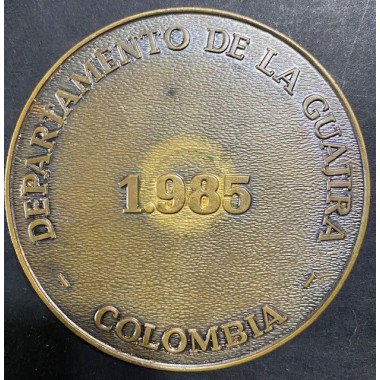 DEPARTAMENTO DE LA GUAJIRA
1.985
- COLOMBIA -